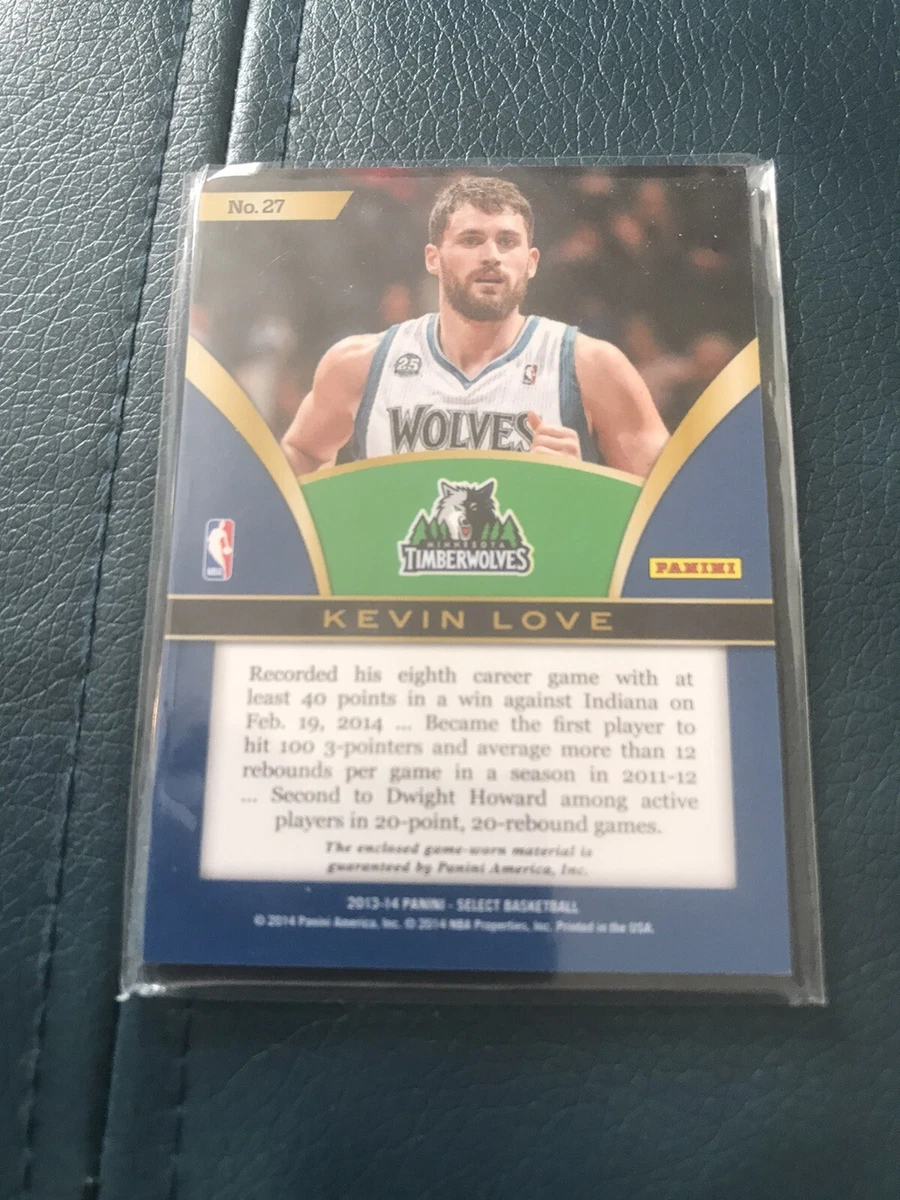 No. 27
25
WOLVES
MINNESOTA
TIMBERWOLVES
NBA
PANINI
KEVIN LOVE
Recorded his eighth career game with at
least 40 points in a win against Indiana on
Feb. 19, 2014 ... Became the first player to
hit 100 3-pointers and average more than 12
rebounds per game in a season in 2011-12
... Second to Dwight Howard among active
players in 20-point, 20-rebound games.
The enclosed game-worn material is
guaranteed by Panini America, Inc.
2013-14 PANINI - SELECT BASKETBALL
© 2014 Panini America, Inc. © 2014 NBA Properties, Inc. Printed in the USA.